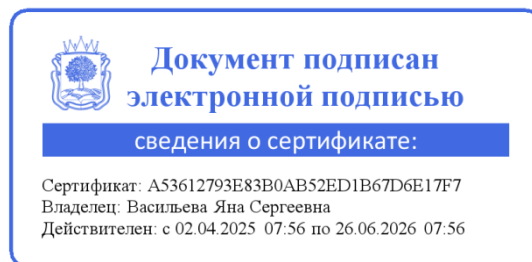 Документ подписан
электронной подписью
сведения о сертификате:
Сертификат: A53612793E83B0AB52ED1B67D6E17F7
Владелец: Васильева Яна Сергеевна
Действителен: с 02.04.2025 07:56 по 26.06.2026 07:56